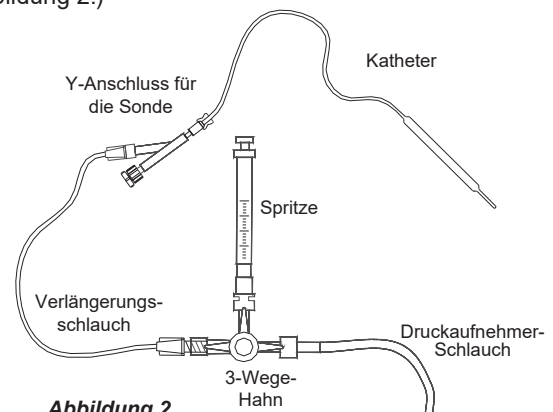 bildung 2.)
Katheter
Y-Anschluss für
die Sonde
Spritze
Verlängerungs-
schlauch
Druckaufnehmer-
Schlauch
3-Wege-
Hahn
Abbildung 2